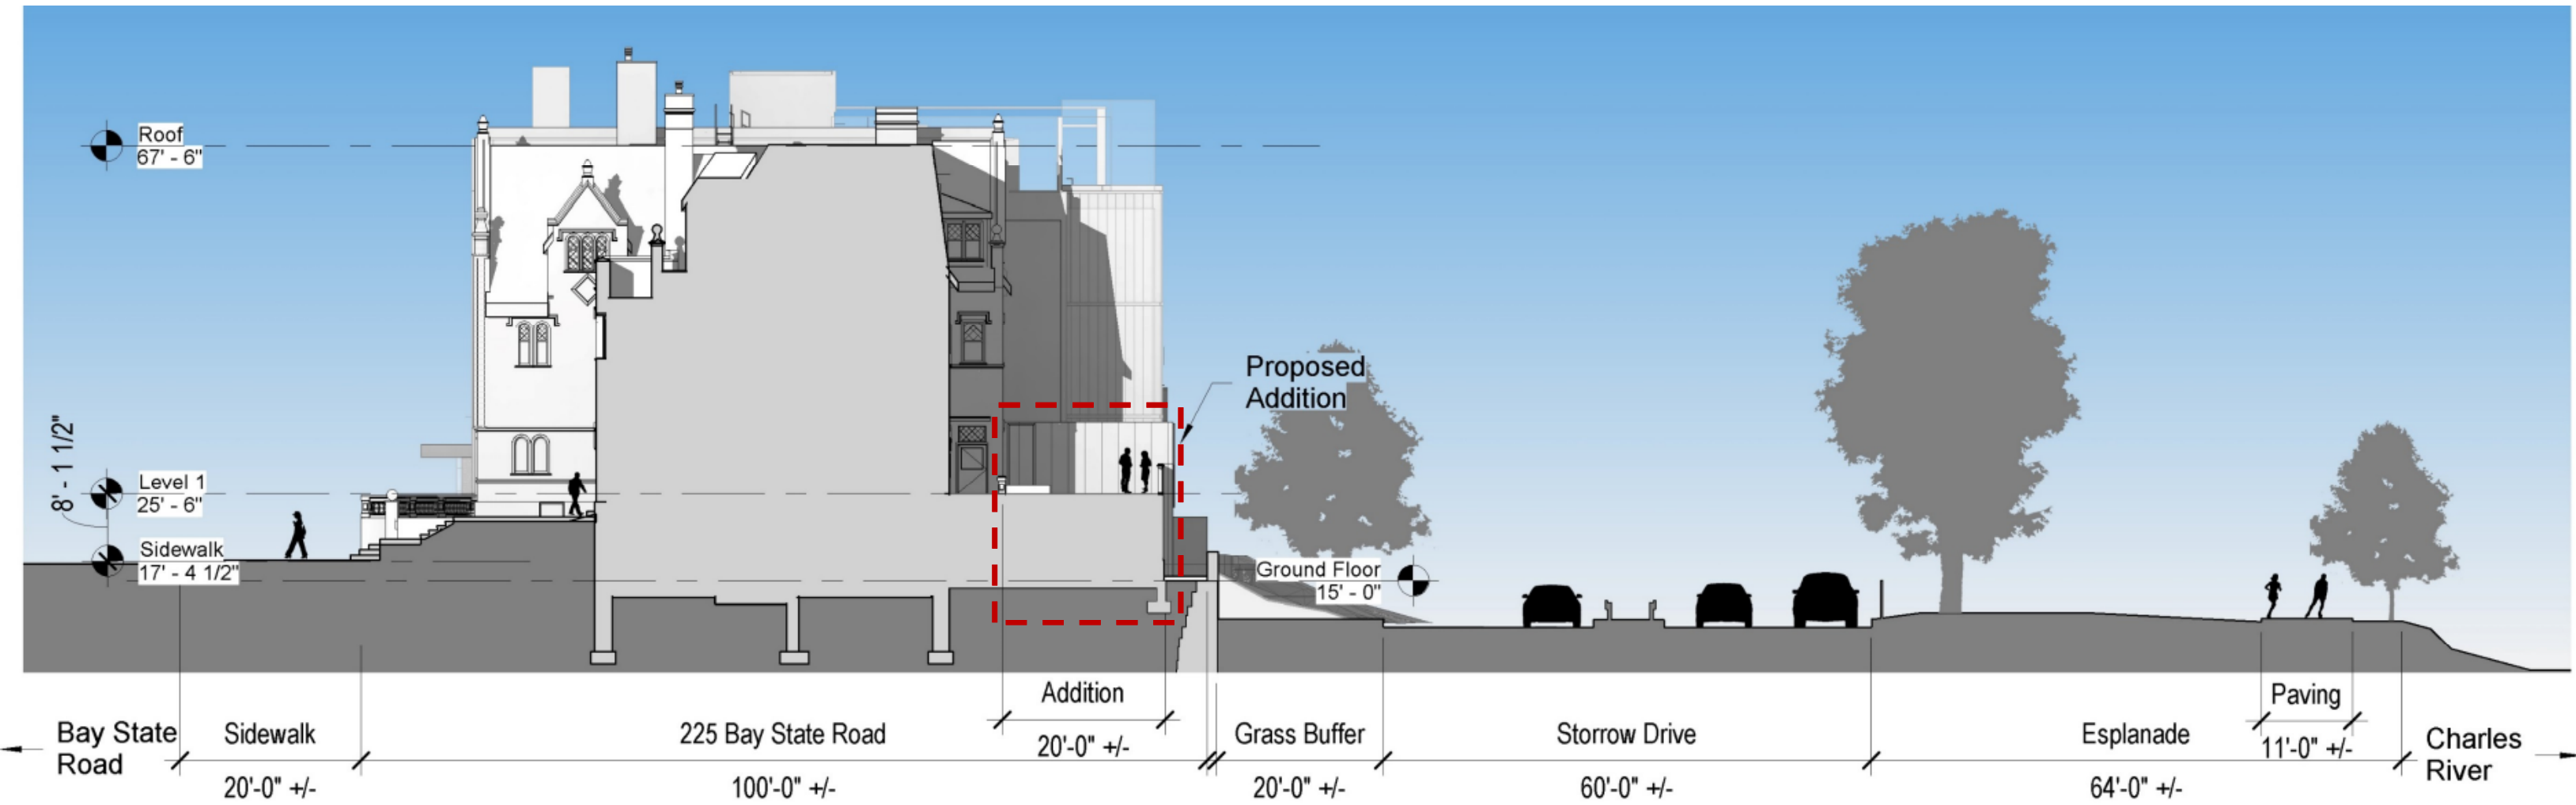 Roof
67' - 6"
8' - 1 1/2"
Level 1
25' - 6"
Sidewalk
17' - 4 1/2"
Proposed
Addition
Ground Floor
15' - 0"
Bay State
Road
Sidewalk
20'-0" +/-
225 Bay State Road
100'-0" +/-
Addition
20'-0" +/-
Grass Buffer
20'-0" +/-
Storrow Drive
60'-0" +/-
Esplanade
64'-0" +/-
Paving
11'-0" +/-
Charles
River